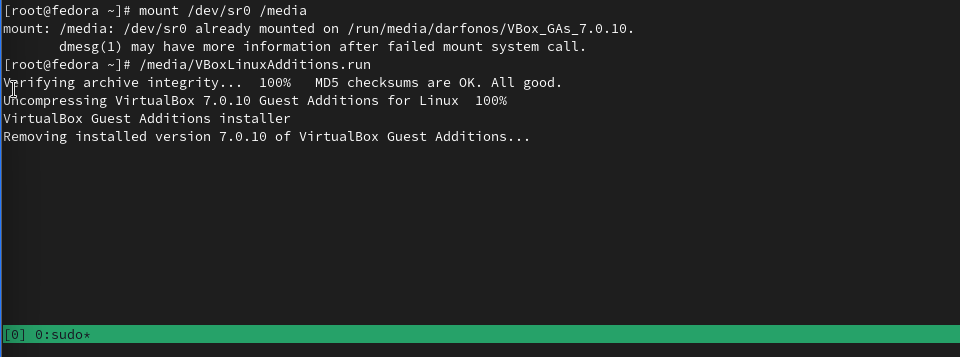 [root@fedora ~]# mount /dev/sr0 /media
mount: /media: /dev/sr0 already mounted on /run/media/darfonos/VBox_GAs_7.0.10.
       dmesg(1) may have more information after failed mount system call.
[root@fedora ~]# /media/VBoxLinuxAdditions.run
Verifying archive integrity...  100%   MD5 checksums are OK. All good.
Uncompressing VirtualBox 7.0.10 Guest Additions for Linux  100%
VirtualBox Guest Additions installer
Removing installed version 7.0.10 of VirtualBox Guest Additions...
[0] 0:sudo*